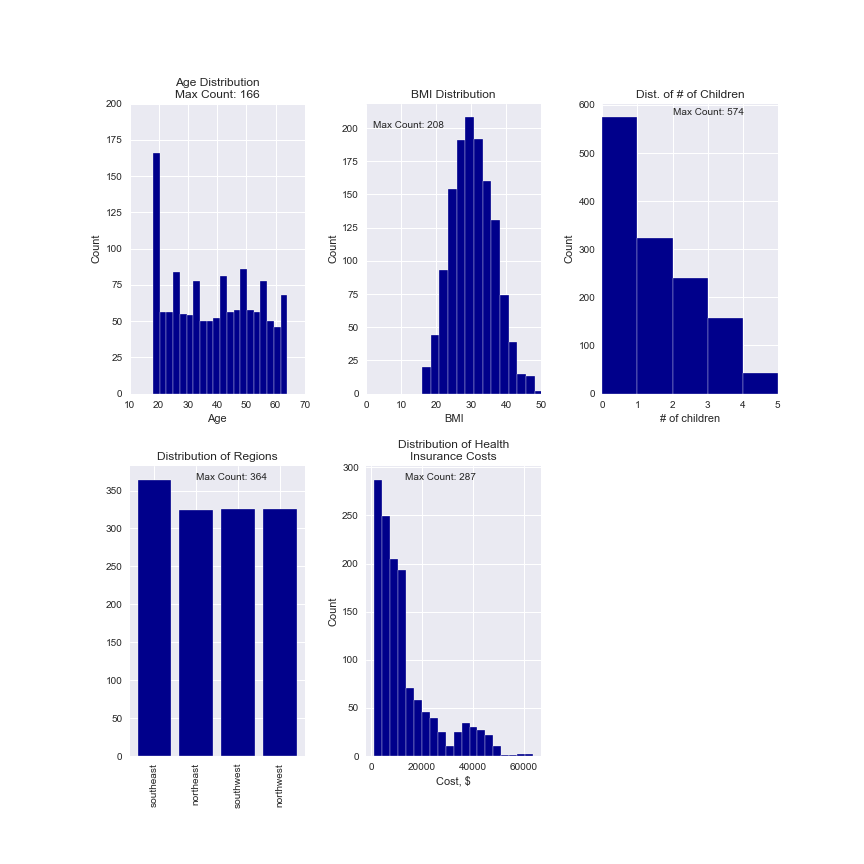 Age Distribution
Max Count: 166
200
175
150
125
100
75
50
25
0
Count
10
20
30
40
50
60
70
Age
BMI Distribution
Max Count: 208
200
175
150
125
100
75
50
25
0
Count
0
10
20
30
40
50
BMI
Dist. of # of Children
Max Count: 574
600
500
400
300
200
100
0
Count
0
1
2
3
4
5
# of children
Distribution of Regions
Max Count: 364
350
300
250
200
150
100
50
0
southeast
northeast
southwest
northwest
Distribution of Health
Insurance Costs
Max Count: 287
300
250
200
150
100
50
0
Count
0
20000
40000
60000
Cost, $